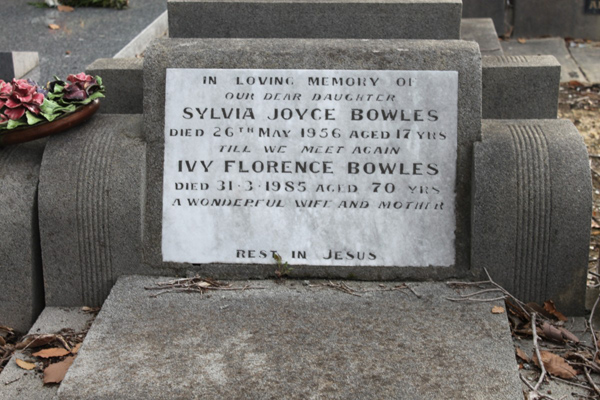 IN LOVING MEMORY OF
OUR DEAR DAUGHTER
SYLVIA JOYCE BOWLES
DIED 26TH MAY 1956 AGED 17 YRS
TILL WE MEET AGAIN
IVY FLORENCE BOWLES
DIED 31·3·1985 AGED 70 YRS
A WONDERFUL WIFE AND MOTHER
REST IN JESUS